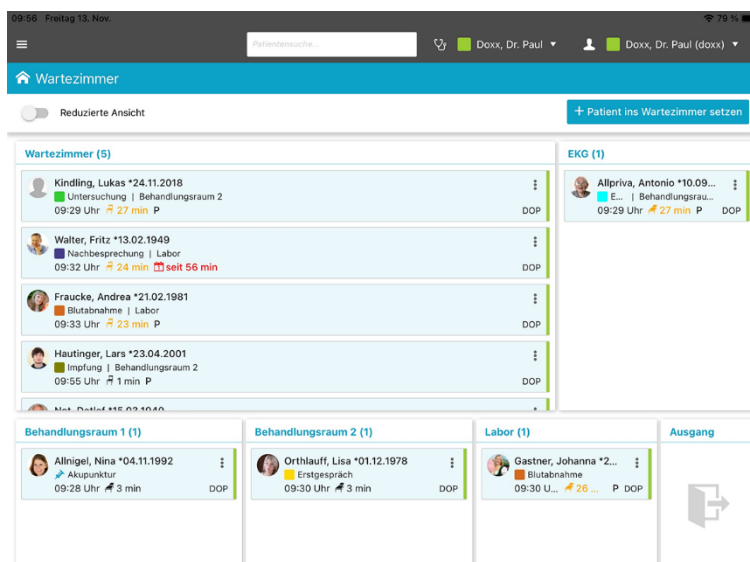 09:56 Freitag 13. Nov.
79 %
Patientensuche...
Doxx, Dr. Paul
Doxx, Dr. Paul (doxx)
Wartezimmer
Reduzierte Ansicht
+ Patient ins Wartezimmer setzen
Wartezimmer (5)
Kindling, Lukas *24.11.2018
Untersuchung | Behandlungsraum 2
09:29 Uhr 27 min P DOP
Walter, Fritz *13.02.1949
Nachbesprechung | Labor
09:32 Uhr 24 min seit 56 min DOP
Fraucke, Andrea *21.02.1981
Blutabnahme | Labor
09:33 Uhr 23 min P DOP
Hautinger, Lars *23.04.2001
Impfung | Behandlungsraum 2
09:55 Uhr 1 min P DOP
EKG (1)
Allpriva, Antonio *10.09...
E... | Behandlungsrau...
09:29 Uhr 27 min P DOP
Behandlungsraum 1 (1)
Allnigel, Nina *04.11.1992
Akupunktur
09:28 Uhr 3 min DOP
Behandlungsraum 2 (1)
Orthlauff, Lisa *01.12.1978
Erstgespräch
09:30 Uhr 3 min DOP
Labor (1)
Gastner, Johanna *2...
Blutabnahme
09:30 U... 26 ... P DOP
Ausgang